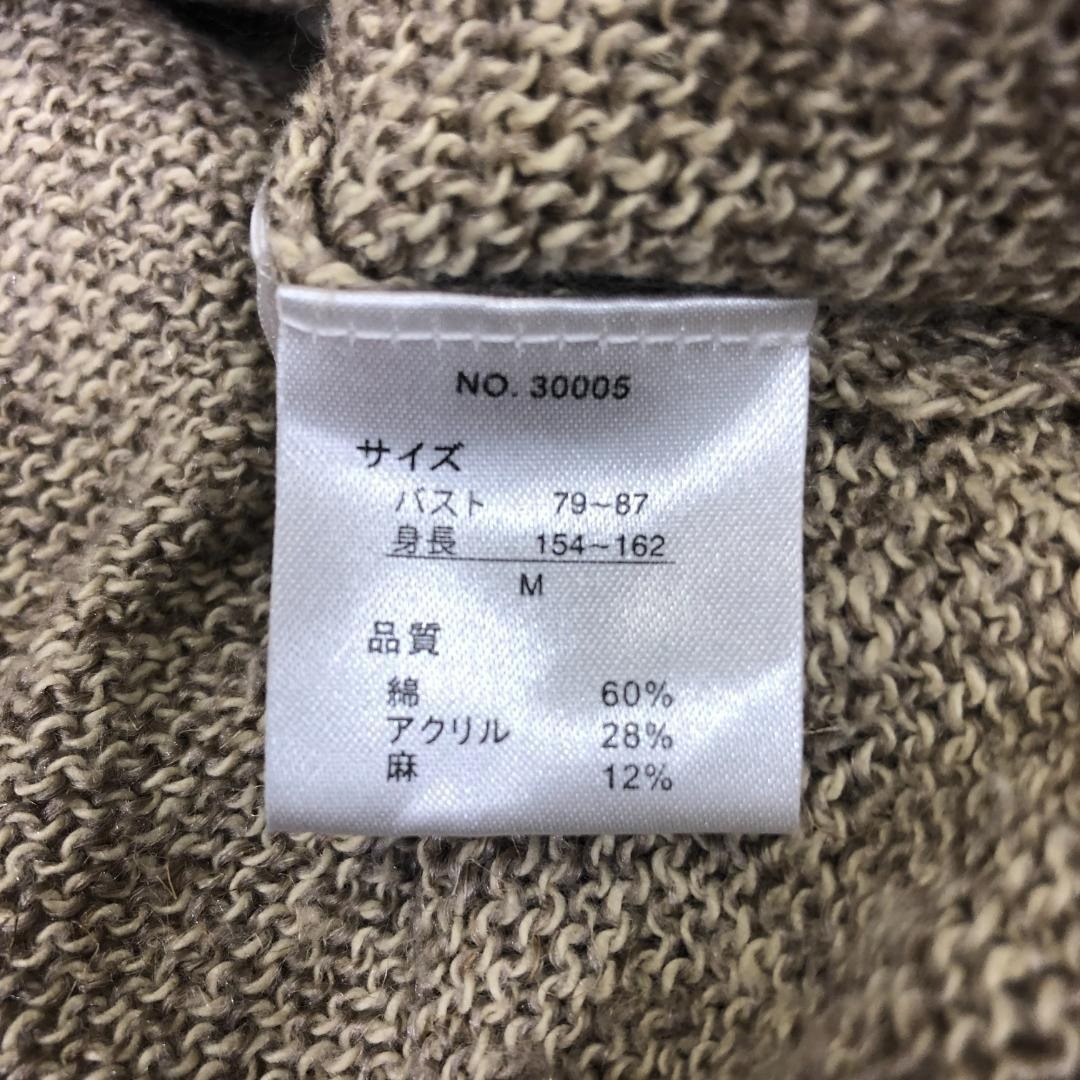 NO. 30005
サイズ
バスト 79~87
身長 154~162
M
品質
綿 60%
アクリル 28%
麻 12%